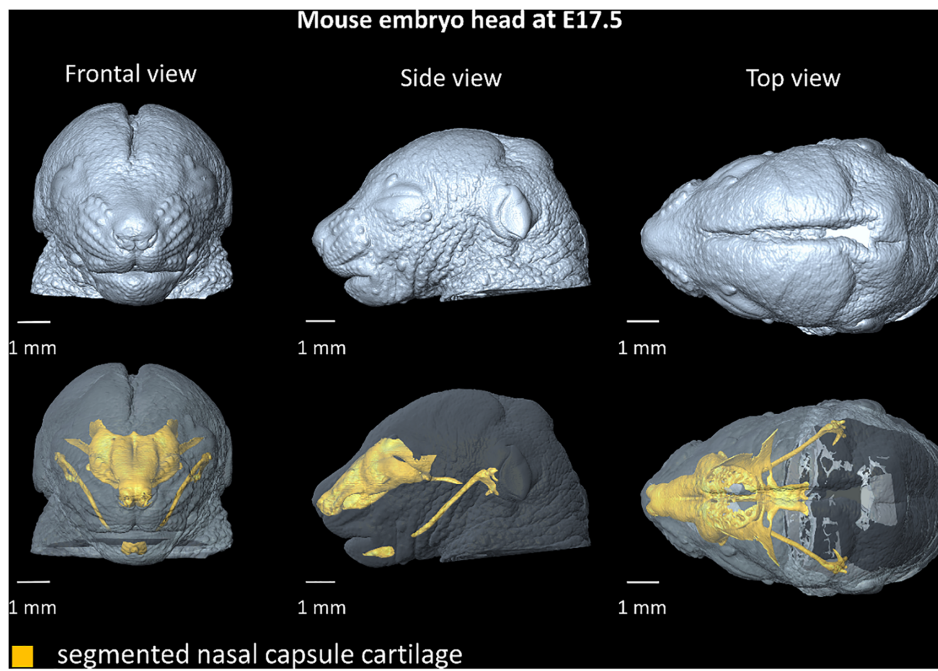 Mouse embryo head at E17.5
Frontal view
Side view
Top view
1 mm
1 mm
1 mm
1 mm
1 mm
1 mm
segmented nasal capsule cartilage